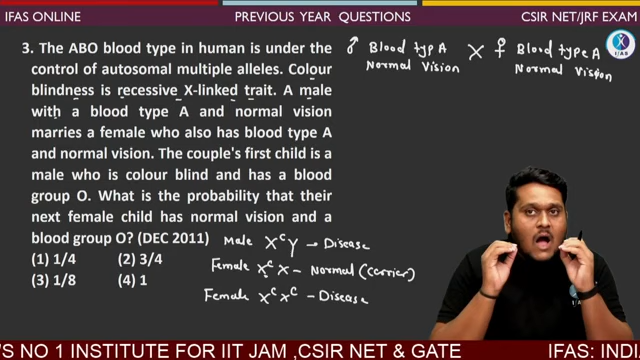 IFAS ONLINE PREVIOUS YEAR QUESTIONS CSIR NET/JRF EXAM
3. The ABO blood type in human is under the
control of autosomal multiple alleles. Colour
blindness is recessive X-linked trait. A male
with a blood type A and normal vision
marries a female who also has blood type A
and normal vision. The couple's first child is a
male who is colour blind and has a blood
group O. What is the probability that their
next female child has normal vision and a
blood group O? (DEC 2011)
(1) 1/4 (2) 3/4
(3) 1/8 (4) 1
♂ Blood typ A X ♀ Blood type A
Normal Vision Normal Vision
IFAS
Male XᶜY → Disease
Female XᶜX – Normal (Carrier)
Female XᶜXᶜ – Disease
'S NO 1 INSTITUTE FOR IIT JAM, CSIR NET & GATE IFAS: INDI